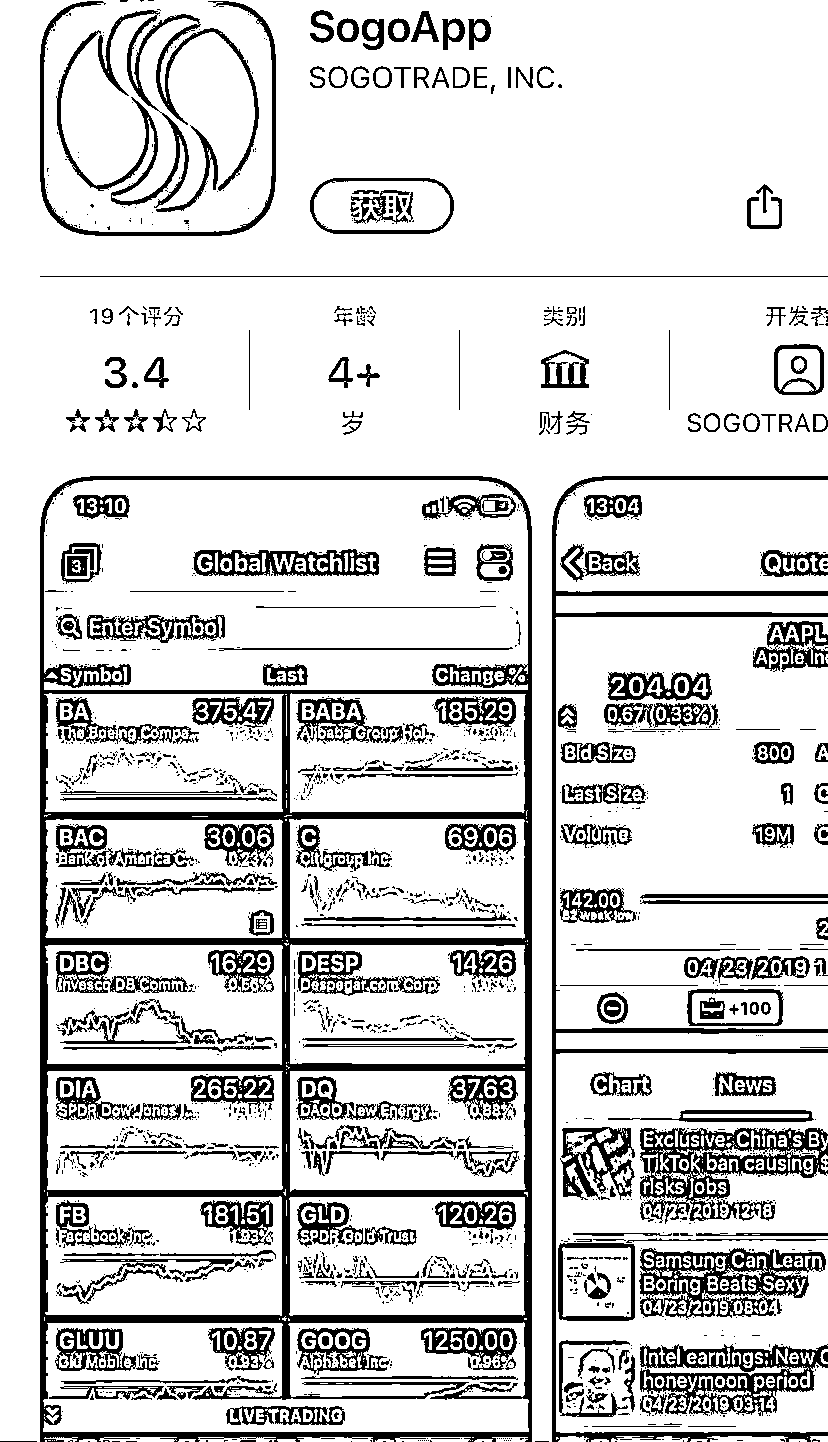 SogoApp
SOGOTRADE, INC.
获取
19个评分
年龄
类别
开发者
3.4
4+
岁
财务
SOGOTRAD
13:10
3
Global Watchlist
Enter Symbol
Symbol
Last
Change %
BA
375.47
The Boeing Compa...
BABA
185.29
Alibaba Group Hol...
BAC
30.06
Bank of America C...
0.23%
C
69.06
Citigroup Inc.
DBC
16.29
Invesco DB Comm...
DESP
14.26
Despegar.com Corp
DIA
265.22
SPDR Dow Jones I...
DQ
37.63
DAQO New Energy...
0.88%
FB
181.51
Facebook Inc.
GLD
120.26
SPDR Gold Trust
GLUU
10.87
Glu Mobile Inc
0.93%
GOOG
1250.00
Alphabet Inc
0.96%
LIVE TRADING
13:04
Back
Quote
AAPL
Apple Inc
204.04
0.67(0.33%)
Bid Size
800
A
Last Size
1
C
Volume
19M
C
142.00
52 week low
2
04/23/2019 1
+100
Chart
News
Exclusive: China's By
TikTok ban causing $
risks jobs
04/23/2019 12:18
Samsung Can Learn
Boring Beats Sexy
04/23/2019 08:04
Intel earnings: New C
honeymoon period
04/23/2019 03:14